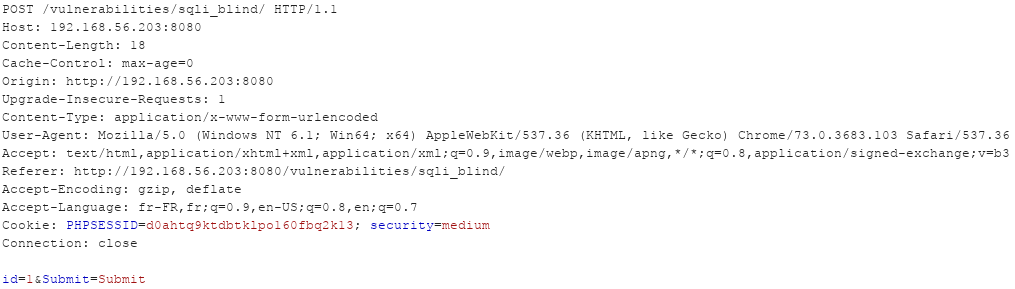 POST /vulnerabilities/sqli_blind/ HTTP/1.1
Host: 192.168.56.203:8080
Content-Length: 18
Cache-Control: max-age=0
Origin: http://192.168.56.203:8080
Upgrade-Insecure-Requests: 1
Content-Type: application/x-www-form-urlencoded
User-Agent: Mozilla/5.0 (Windows NT 6.1; Win64; x64) AppleWebKit/537.36 (KHTML, like Gecko) Chrome/73.0.3683.103 Safari/537.36
Accept: text/html,application/xhtml+xml,application/xml;q=0.9,image/webp,image/apng,*/*;q=0.8,application/signed-exchange;v=b3
Referer: http://192.168.56.203:8080/vulnerabilities/sqli_blind/
Accept-Encoding: gzip, deflate
Accept-Language: fr-FR,fr;q=0.9,en-US;q=0.8,en;q=0.7
Cookie: PHPSESSID=d0ahtq9ktdbtklpo160fbq2k13; security=medium
Connection: close

id=1&Submit=Submit